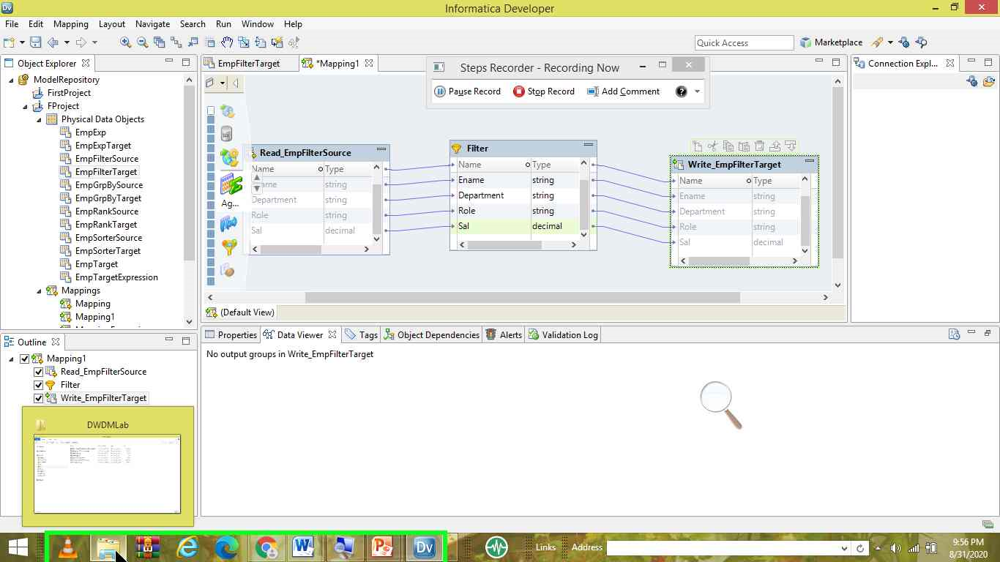 Dv
Informatica Developer
File Edit Mapping Layout Navigate Search Run Window Help
Quick Access
Marketplace
Object Explorer
EmpFilterTarget
*Mapping1
Connection Expl...
Steps Recorder - Recording Now
Pause Record
Stop Record
Add Comment
ModelRepository
FirstProject
FProject
Physical Data Objects
EmpExp
EmpExpTarget
EmpFilterSource
EmpFilterTarget
EmpGrpBySource
EmpGrpByTarget
EmpRankSource
EmpRankTarget
EmpSorterSource
EmpSorterTarget
EmpTarget
EmpTargetExpression
Mappings
Mapping
Mapping1
Ag...
Read_EmpFilterSource
Name Type
ame string
Department string
Role string
Sal decimal
Filter
Name Type
Ename string
Department string
Role string
Sal decimal
Write_EmpFilterTarget
Name Type
Ename string
Department string
Role string
Sal decimal
(Default View)
Outline
Mapping1
Read_EmpFilterSource
Filter
Write_EmpFilterTarget
Properties
Data Viewer
Tags
Object Dependencies
Alerts
Validation Log
No output groups in Write_EmpFilterTarget
DWDMLab
Dv
Links
Address
9:56 PM
8/31/2020